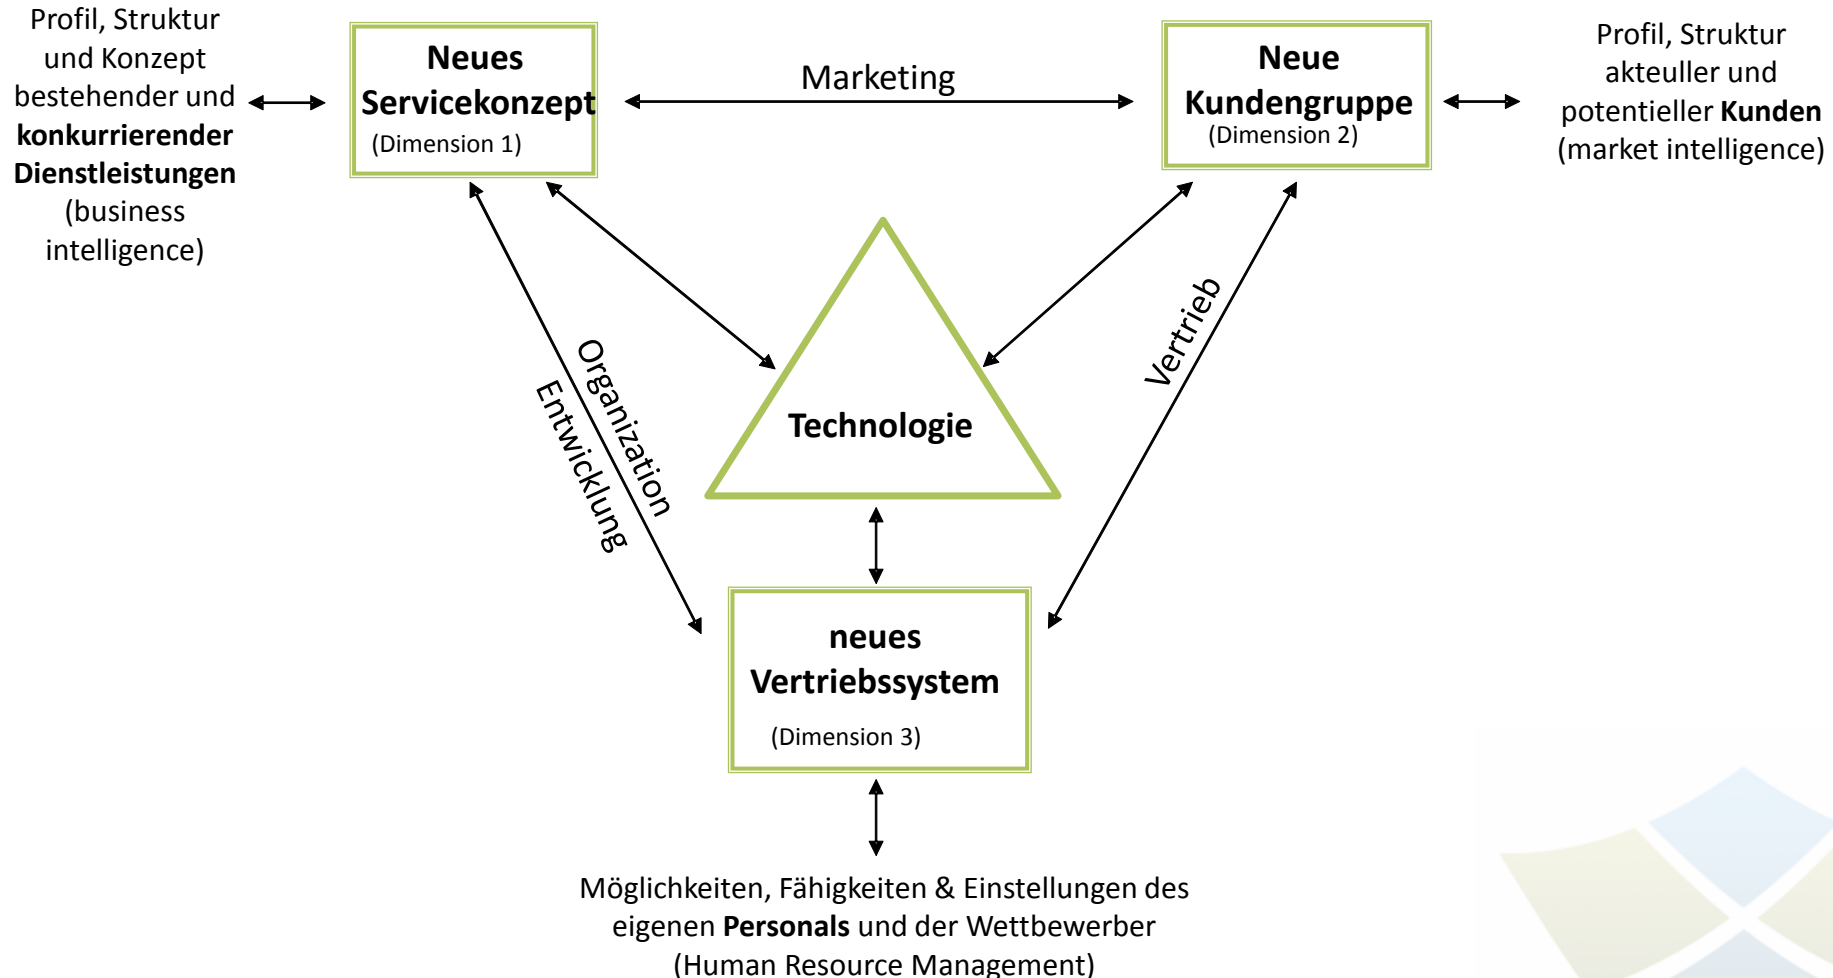 Profil, Struktur
und Konzept
bestehender und
konkurrierender
Dienstleistungen
(business
intelligence)
Neues
Servicekonzept
(Dimension 1)
Marketing
Neue
Kundengruppe
(Dimension 2)
Profil, Struktur
akteuller und
potentieller Kunden
(market intelligence)
Organization
Entwicklung
Technologie
Vertrieb
neues
Vertriebssystem
(Dimension 3)
Möglichkeiten, Fähigkeiten & Einstellungen des
eigenen Personals und der Wettbewerber
(Human Resource Management)